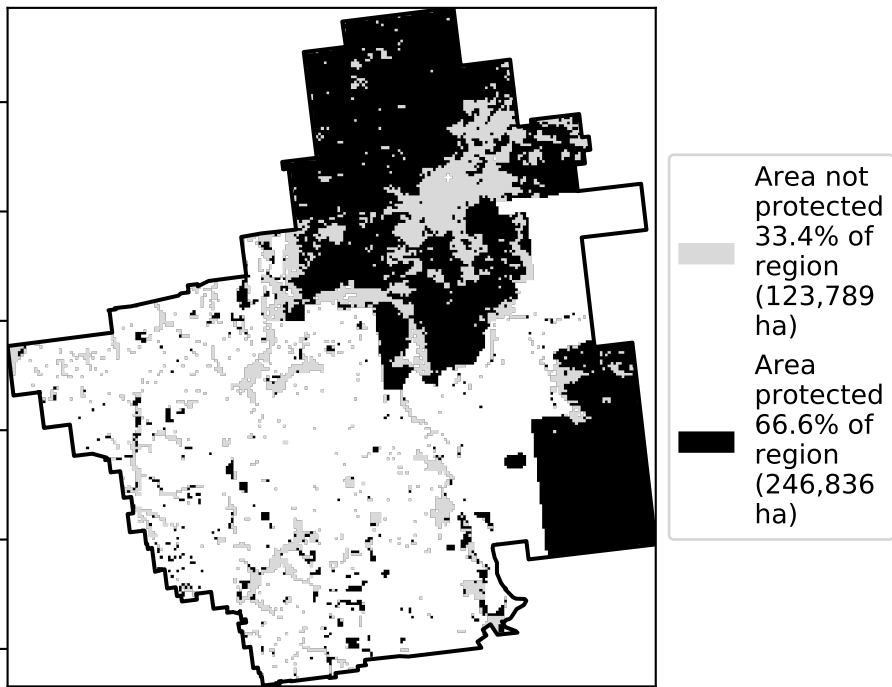 Area not
protected
33.4% of
region
(123,789
ha)
Area
protected
66.6% of
region
(246,836
ha)